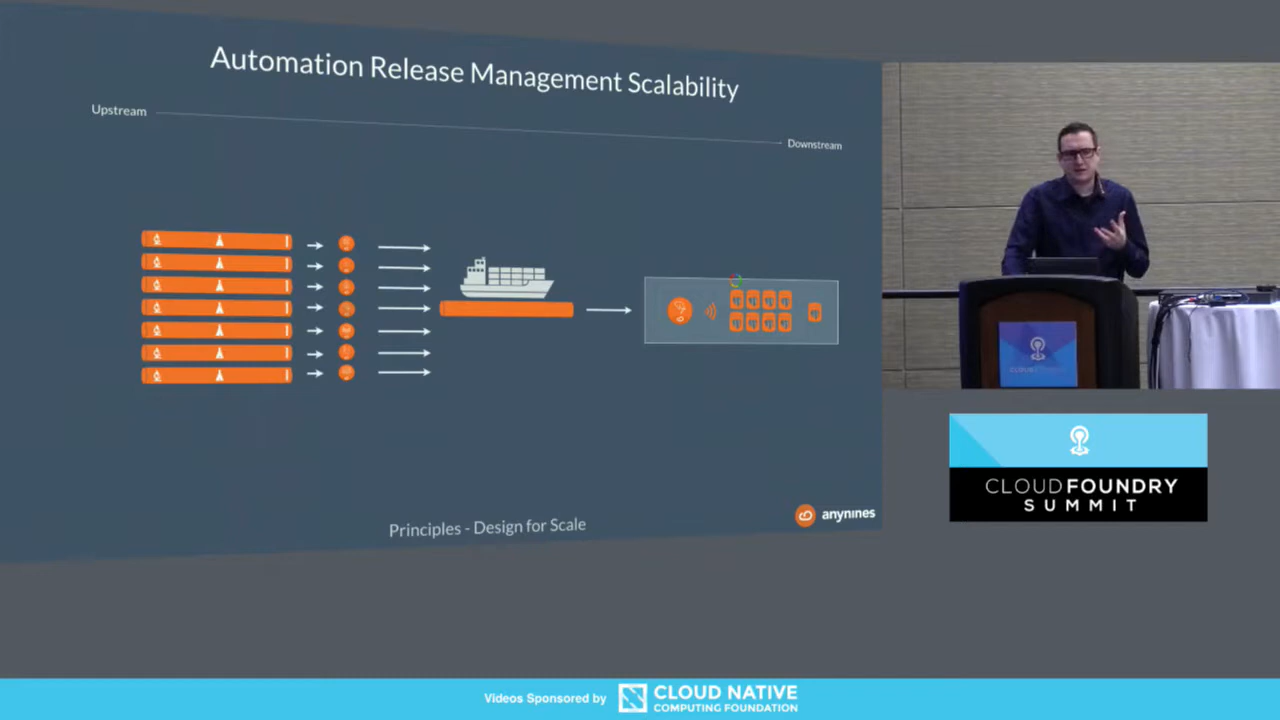 Automation Release Management Scalability
Upstream
Downstream
Principles - Design for Scale
anynines
CLOUD FOUNDRY
SUMMIT
Videos Sponsored by
CLOUD NATIVE
COMPUTING FOUNDATION